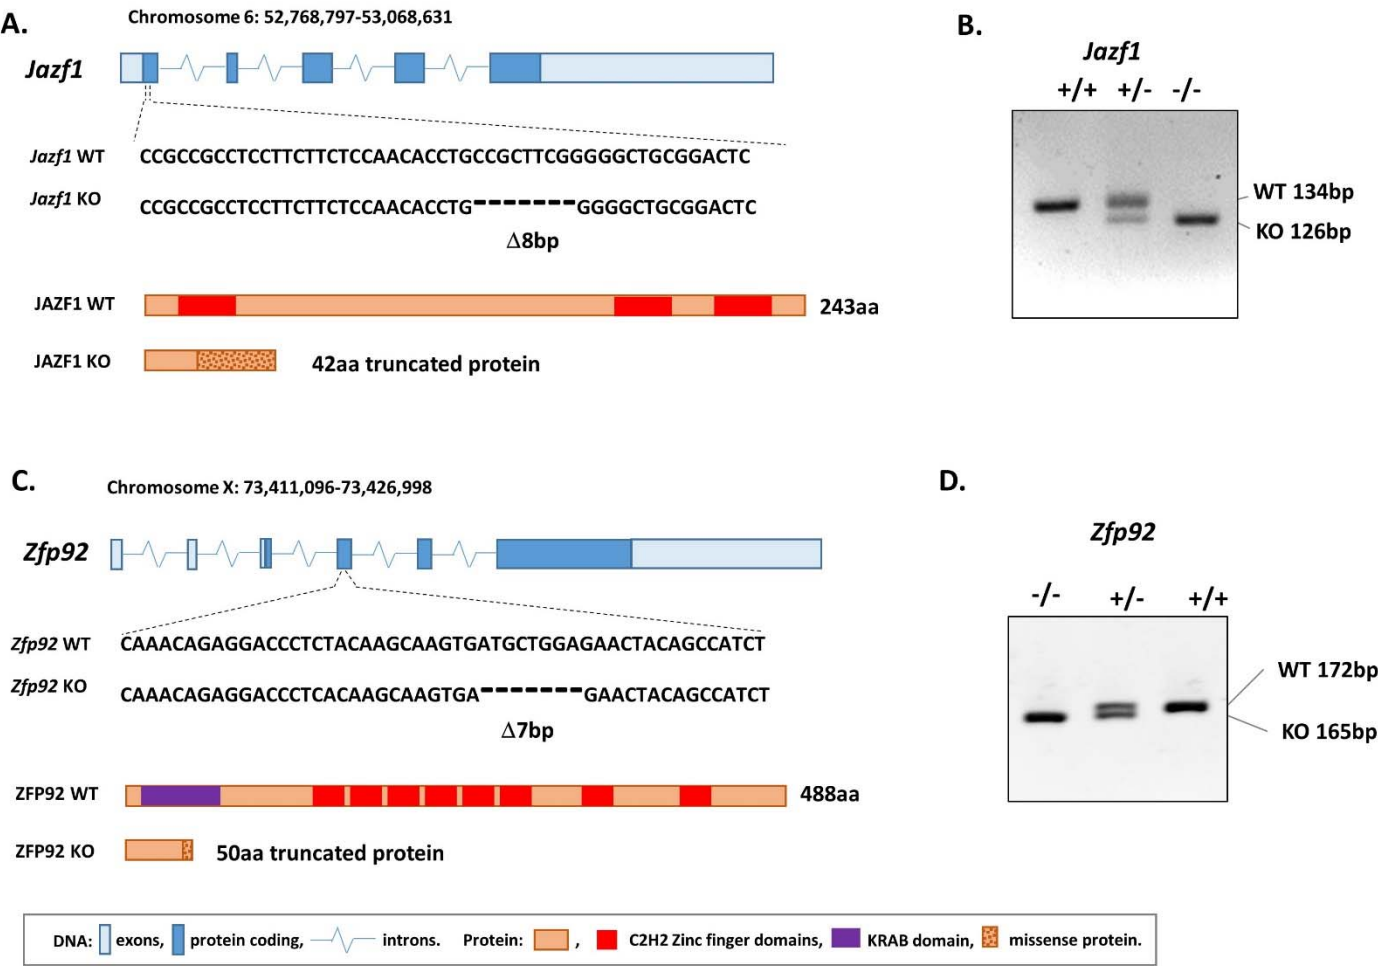 A.
Chromosome 6: 52,768,797-53,068,631
Jazf1
Jazf1 WT CCGCCGCCTCCTTCTTCTCCAACACCTGCCGCTTCGGGGGCTGCGGACTC
Jazf1 KO CCGCCGCCTCCTTCTTCTCCAACACCTG--------GGGGCTGCGGACTC
Δ8bp
JAZF1 WT 243aa
JAZF1 KO 42aa truncated protein
B.
Jazf1
+/+ +/- -/-
WT 134bp
KO 126bp
C.
Chromosome X: 73,411,096-73,426,998
Zfp92
Zfp92 WT CAAACAGAGGACCCTCTACAAGCAAGTGATGCTGGAGAACTACAGCCATCT
Zfp92 KO CAAACAGAGGACCCTCACAAGCAAGTGA-------GAACTACAGCCATCT
Δ7bp
ZFP92 WT 488aa
ZFP92 KO 50aa truncated protein
D.
Zfp92
-/- +/- +/+
WT 172bp
KO 165bp
DNA: exons, protein coding, introns. Protein: , C2H2 Zinc finger domains, KRAB domain, missense protein.